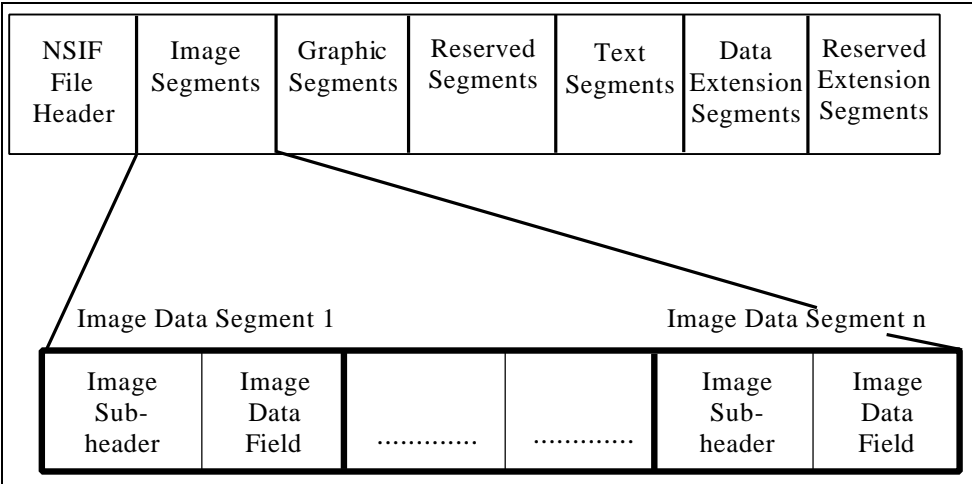 NSIF
File
Header
Image
Segments
Graphic
Segments
Reserved
Segments
Text
Segments
Data
Extension
Segments
Reserved
Extension
Segments
Image Data Segment 1
Image Data Segment n
Image
Sub-
header
Image
Data
Field
.............
.............
Image
Sub-
header
Image
Data
Field